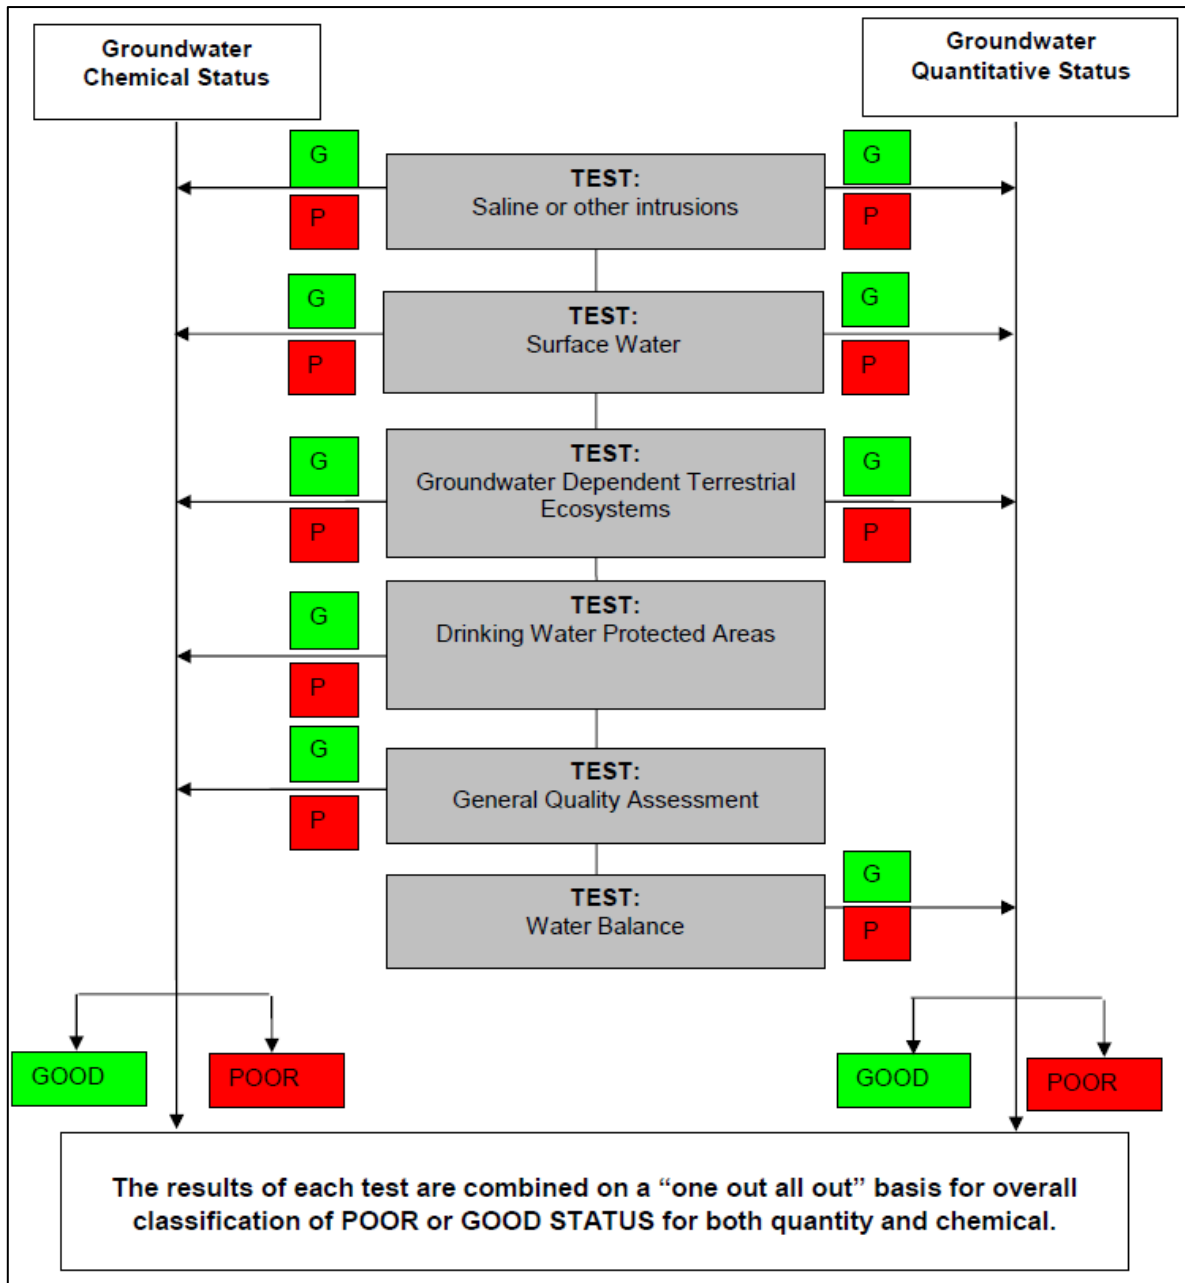 Groundwater
Chemical Status
Groundwater
Quantitative Status
G
P
TEST:
Saline or other intrusions
G
P
G
P
TEST:
Surface Water
G
P
G
P
TEST:
Groundwater Dependent Terrestrial
Ecosystems
G
P
G
P
TEST:
Drinking Water Protected Areas
G
P
TEST:
General Quality Assessment
TEST:
Water Balance
G
P
GOOD
POOR
GOOD
POOR
The results of each test are combined on a “one out all out” basis for overall
classification of POOR or GOOD STATUS for both quantity and chemical.